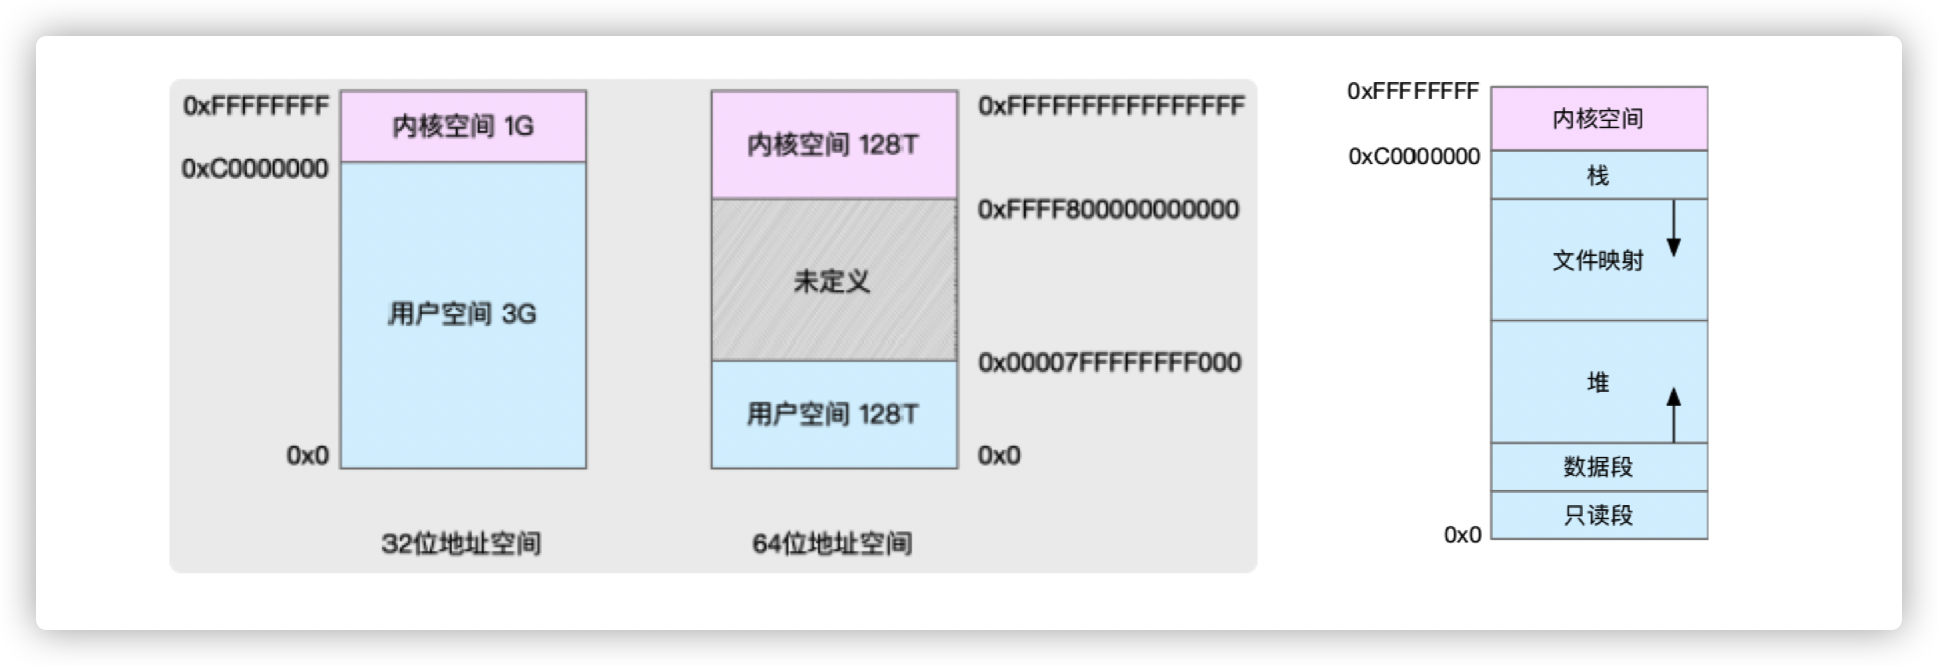 0xFFFFFFFF
内核空间 1G
0xC0000000
用户空间 3G
0x0
32位地址空间
内核空间 128T
0xFFFFFFFFFFFFFFFF
0xFFFF800000000000
未定义
0x00007FFFFFFFF000
用户空间 128T
0x0
64位地址空间
0xFFFFFFFF
内核空间
0xC0000000
栈
文件映射
堆
数据段
只读段
0x0